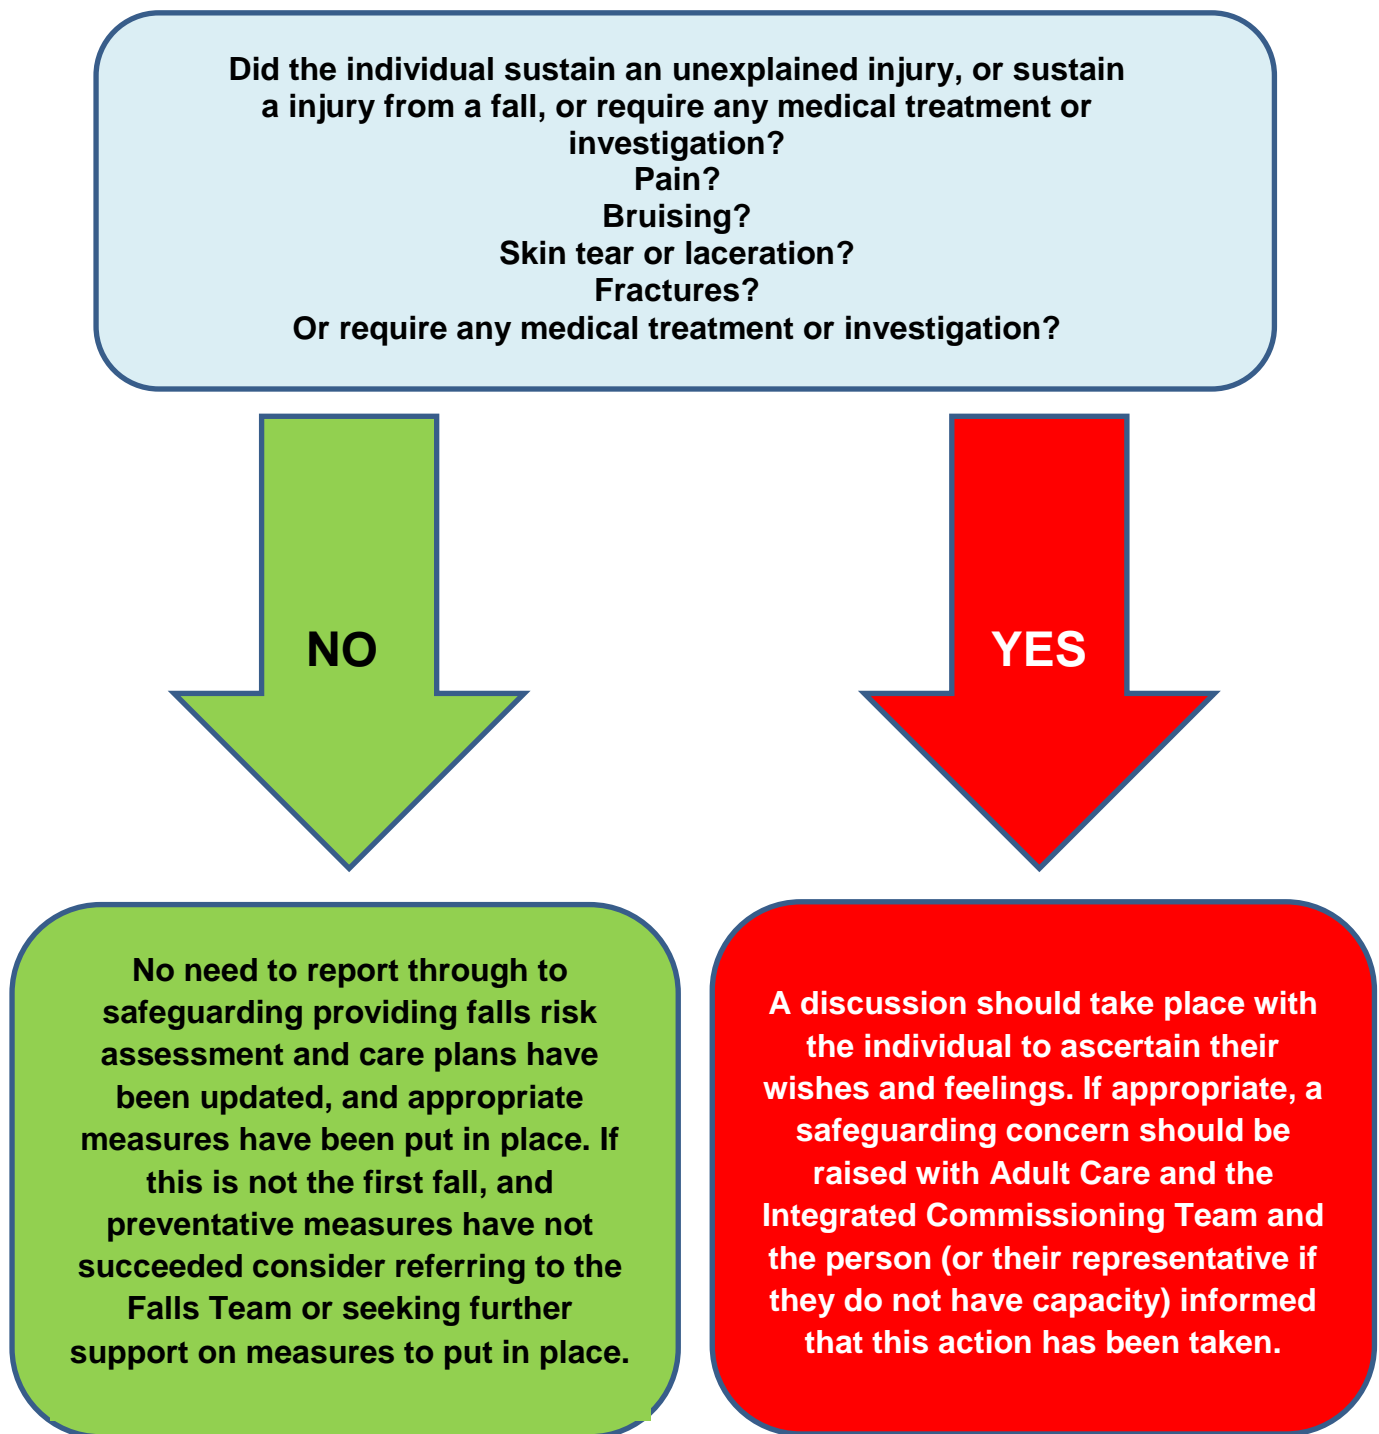 Did the individual sustain an unexplained injury, or sustain
a injury from a fall, or require any medical treatment or
investigation?
Pain?
Bruising?
Skin tear or laceration?
Fractures?
Or require any medical treatment or investigation?
NO
YES
No need to report through to
safeguarding providing falls risk
assessment and care plans have
been updated, and appropriate
measures have been put in place. If
this is not the first fall, and
preventative measures have not
succeeded consider referring to the
Falls Team or seeking further
support on measures to put in place.
A discussion should take place with
the individual to ascertain their
wishes and feelings. If appropriate, a
safeguarding concern should be
raised with Adult Care and the
Integrated Commissioning Team and
the person (or their representative if
they do not have capacity) informed
that this action has been taken.